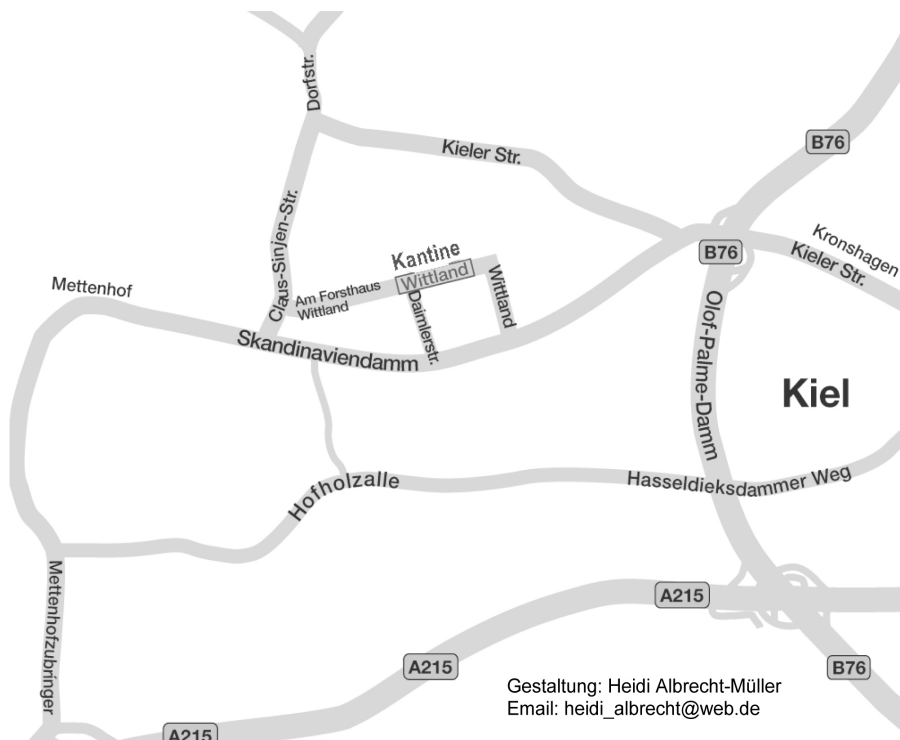 Dorfstr.
B76
Kieler Str.
Claus-Sinjen-Str.
Kronshagen
Kieler Str.
B76
Kantine
Wittland
Am Forsthaus
Wittland
Wittland
Daimlerstr.
Mettenhof
Skandinaviendamm
Olof-Palme-Damm
Kiel
Hofholzalle
Hasseldieksdammer Weg
Mettenhofzubringer
A215
A215
B76
A215
Gestaltung: Heidi Albrecht-Müller
Email: heidi_albrecht@web.de